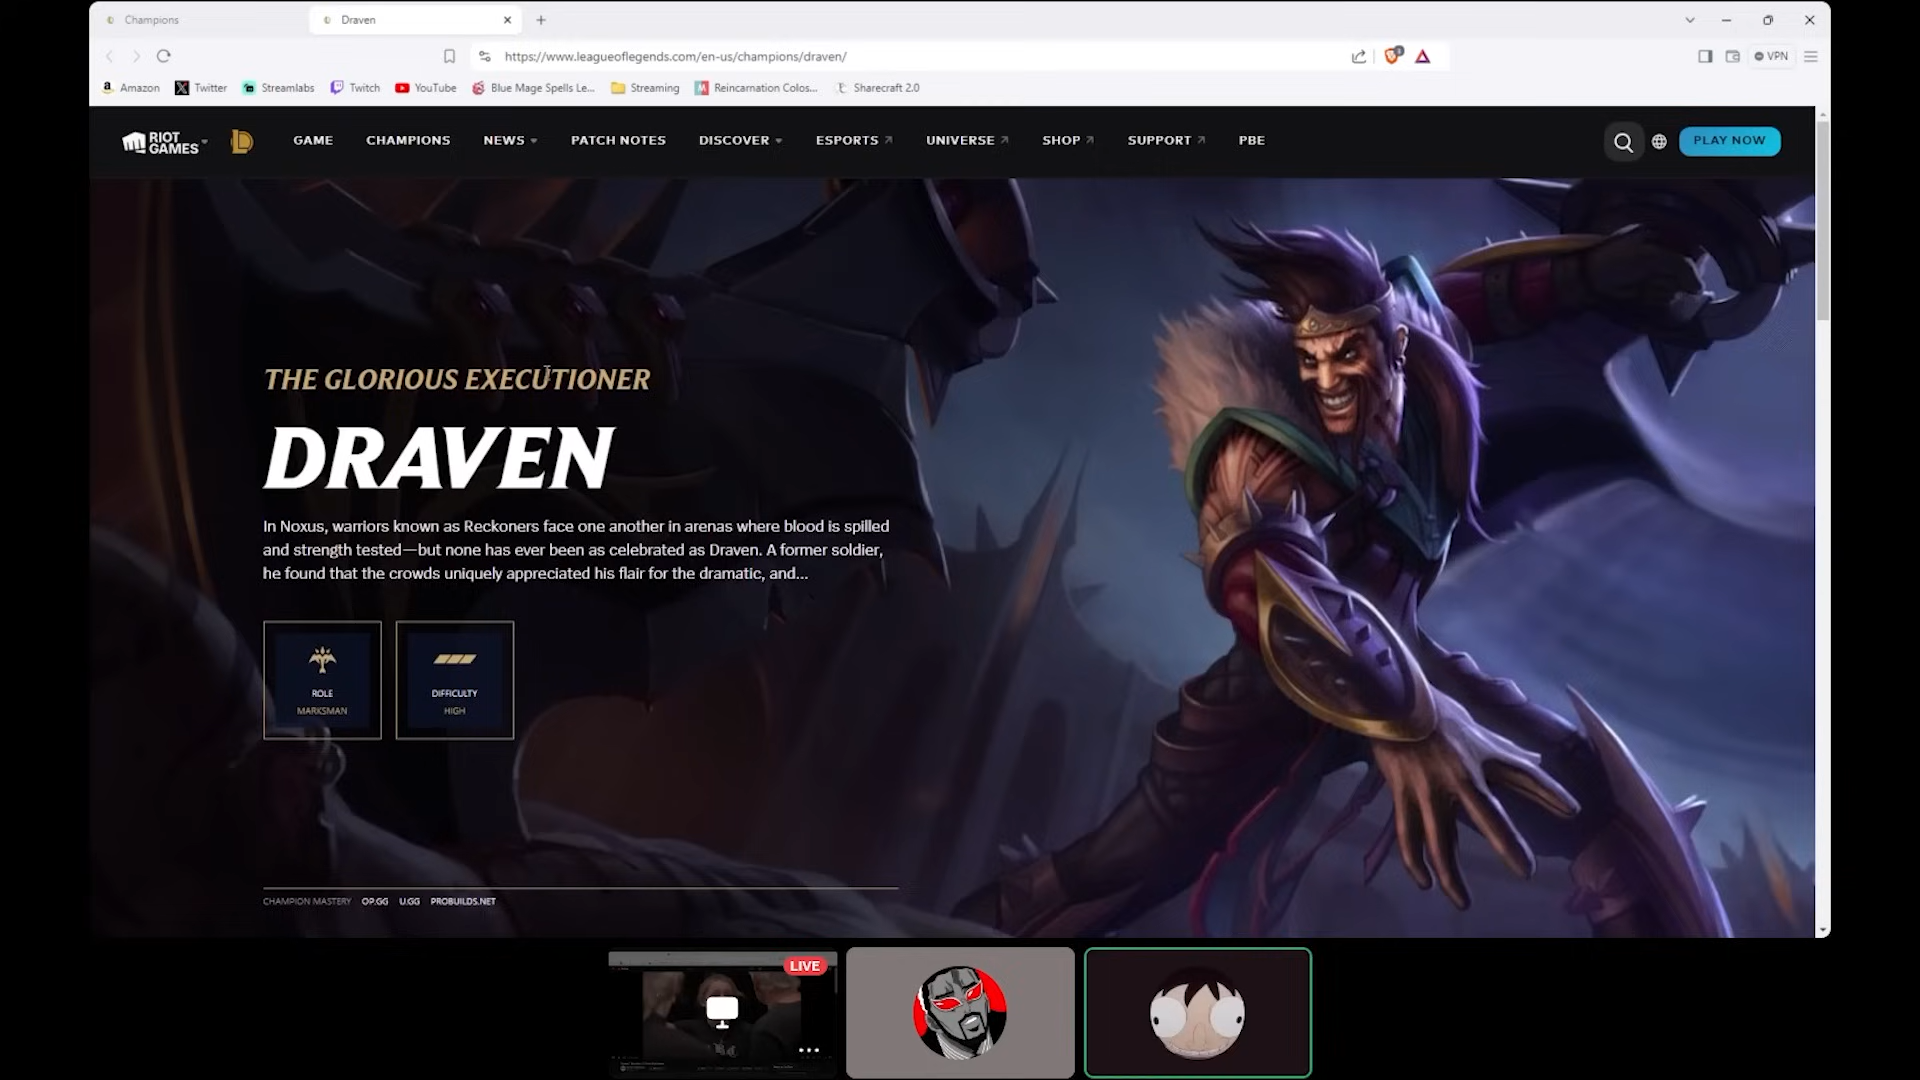 Champions
Draven
https://www.leagueoflegends.com/en-us/champions/draven/
VPN
Amazon
Twitter
Streamlabs
Twitch
YouTube
Blue Mage Spells Le...
Streaming
Reincarnation Colos...
Sharecraft 2.0
RIOT
GAMES
GAME
CHAMPIONS
NEWS
PATCH NOTES
DISCOVER
ESPORTS
UNIVERSE
SHOP
SUPPORT
PBE
PLAY NOW
THE GLORIOUS EXECUTIONER
DRAVEN
In Noxus, warriors known as Reckoners face one another in arenas where blood is spilled
and strength tested—but none has ever been as celebrated as Draven. A former soldier,
he found that the crowds uniquely appreciated his flair for the dramatic, and...
ROLE
MARKSMAN
DIFFICULTY
HIGH
CHAMPION MASTERY
OP.GG
U.GG
PROBUILDS.NET
LIVE